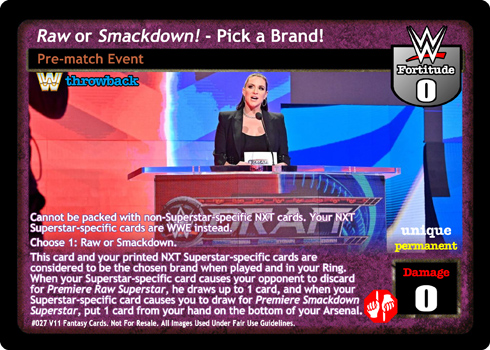 Raw or Smackdown! - Pick a Brand!
Pre-match Event
W
Fortitude
0
W throwback
DRAFT
Cannot be packed with non-Superstar-specific NXT cards. Your NXT
Superstar-specific cards are WWE instead.
Choose 1: Raw or Smackdown.
This card and your printed NXT Superstar-specific cards are
considered to be the chosen brand when played and in your Ring.
When your Superstar-specific card causes your opponent to discard
for Premiere Raw Superstar, he draws up to 1 card, and when your
Superstar-specific card causes you to draw for Premiere Smackdown
Superstar, put 1 card from your hand on the bottom of your Arsenal.
unique
permanent
Damage
0
#027 V11 Fantasy Cards. Not For Resale. All Images Used Under Fair Use Guidelines.